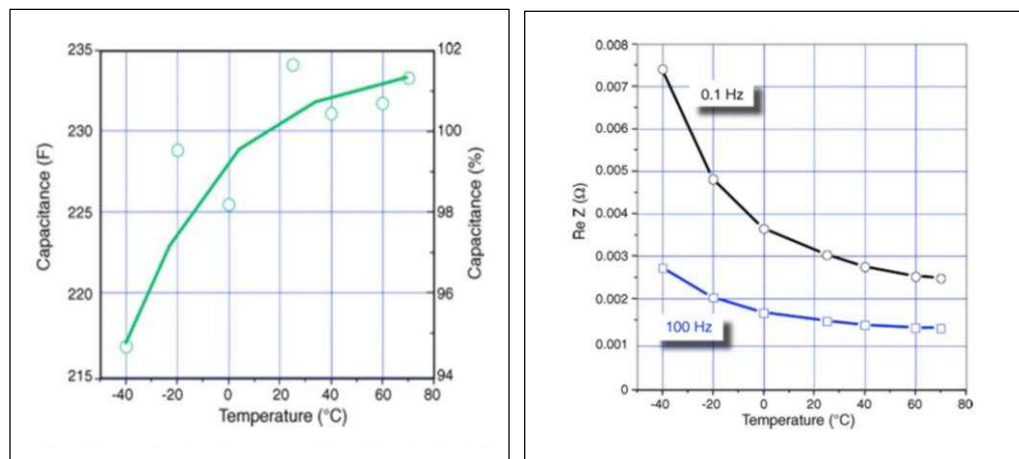 235
230
225
220
215
Capacitance (F)
102
100
98
96
94
Capacitance (%)
-40 -20 0 20 40 60 80
Temperature (°C)
0.008
0.007
0.006
0.005
0.004
0.003
0.002
0.001
0
Re Z (Ω)
0.1 Hz
100 Hz
-40 -20 0 20 40 60 80
Temperature (°C)